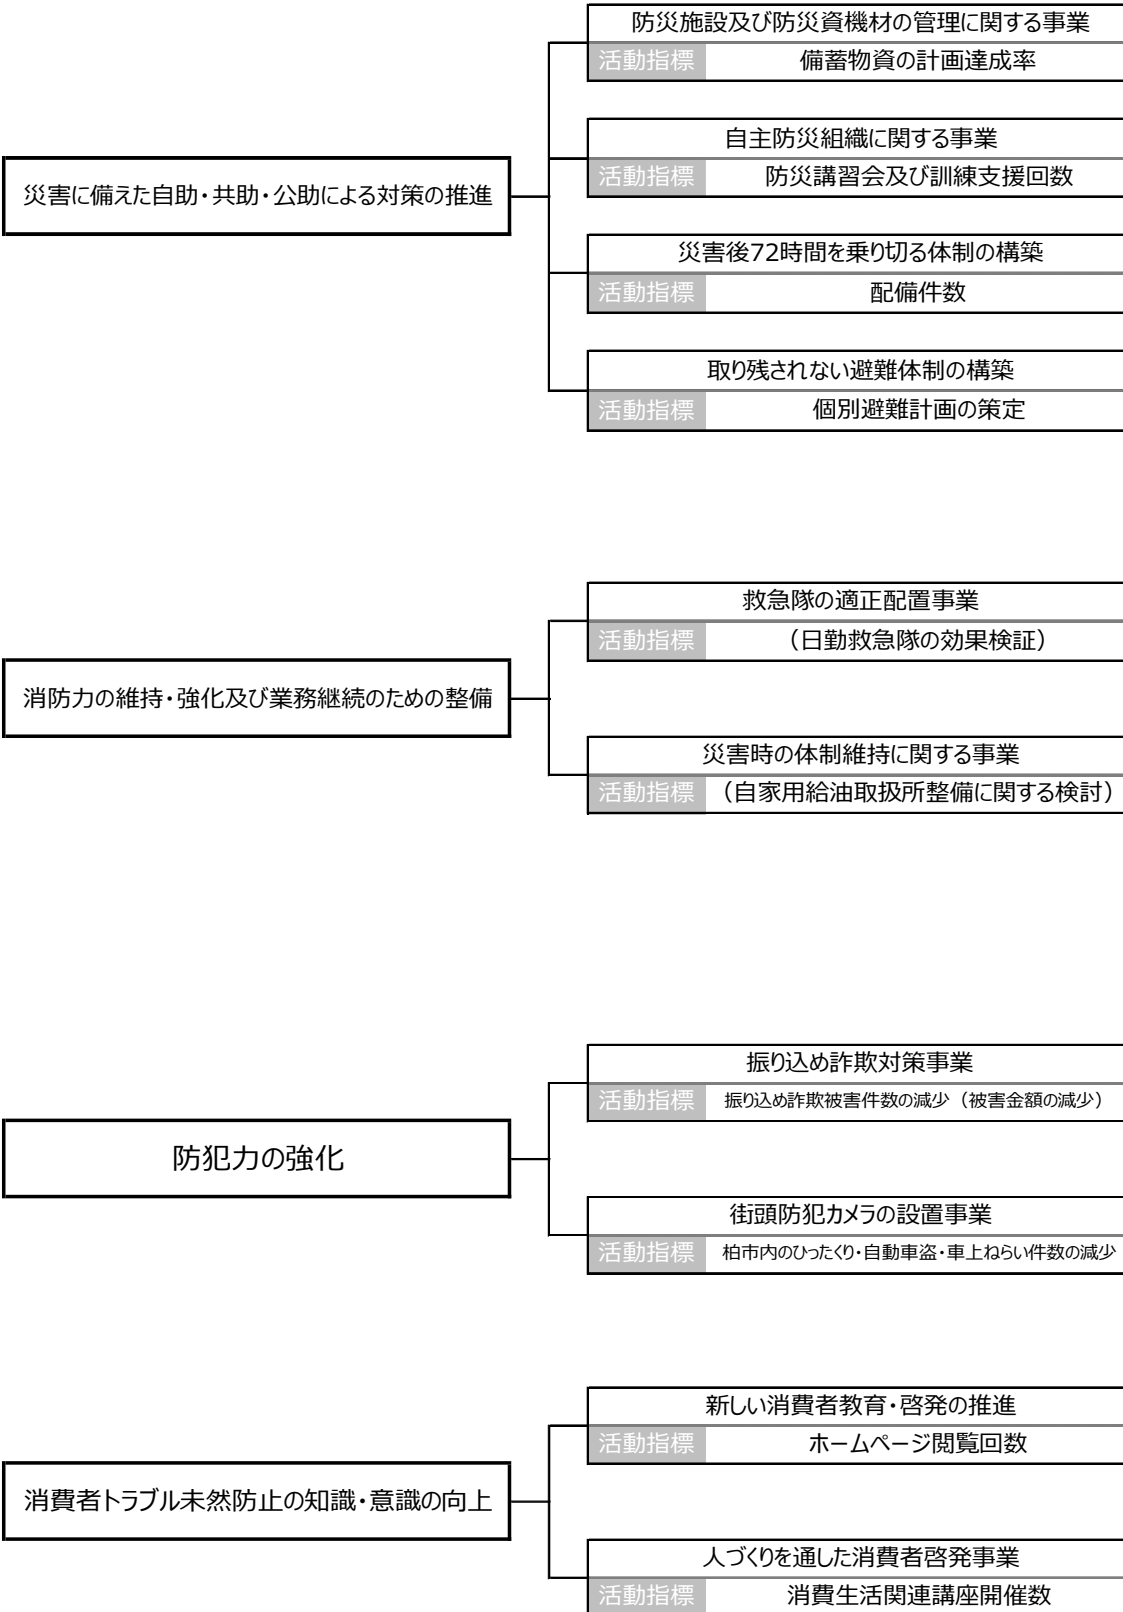 防災施設及び防災資機材の管理に関する事業
活動指標 備蓄物資の計画達成率
自主防災組織に関する事業
活動指標 防災講習会及び訓練支援回数
災害に備えた自助・共助・公助による対策の推進
災害後72時間を乗り切る体制の構築
活動指標 配備件数
取り残されない避難体制の構築
活動指標 個別避難計画の策定
救急隊の適正配置事業
活動指標 （日勤救急隊の効果検証）
消防力の維持・強化及び業務継続のための整備
災害時の体制維持に関する事業
活動指標 （自家用給油取扱所整備に関する検討）
振り込め詐欺対策事業
活動指標 振り込め詐欺被害件数の減少（被害金額の減少）
防犯力の強化
街頭防犯カメラの設置事業
活動指標 柏市内のひったくり・自動車盗・車上ねらい件数の減少
新しい消費者教育・啓発の推進
活動指標 ホームページ閲覧回数
消費者トラブル未然防止の知識・意識の向上
人づくりを通した消費者啓発事業
活動指標 消費生活関連講座開催数